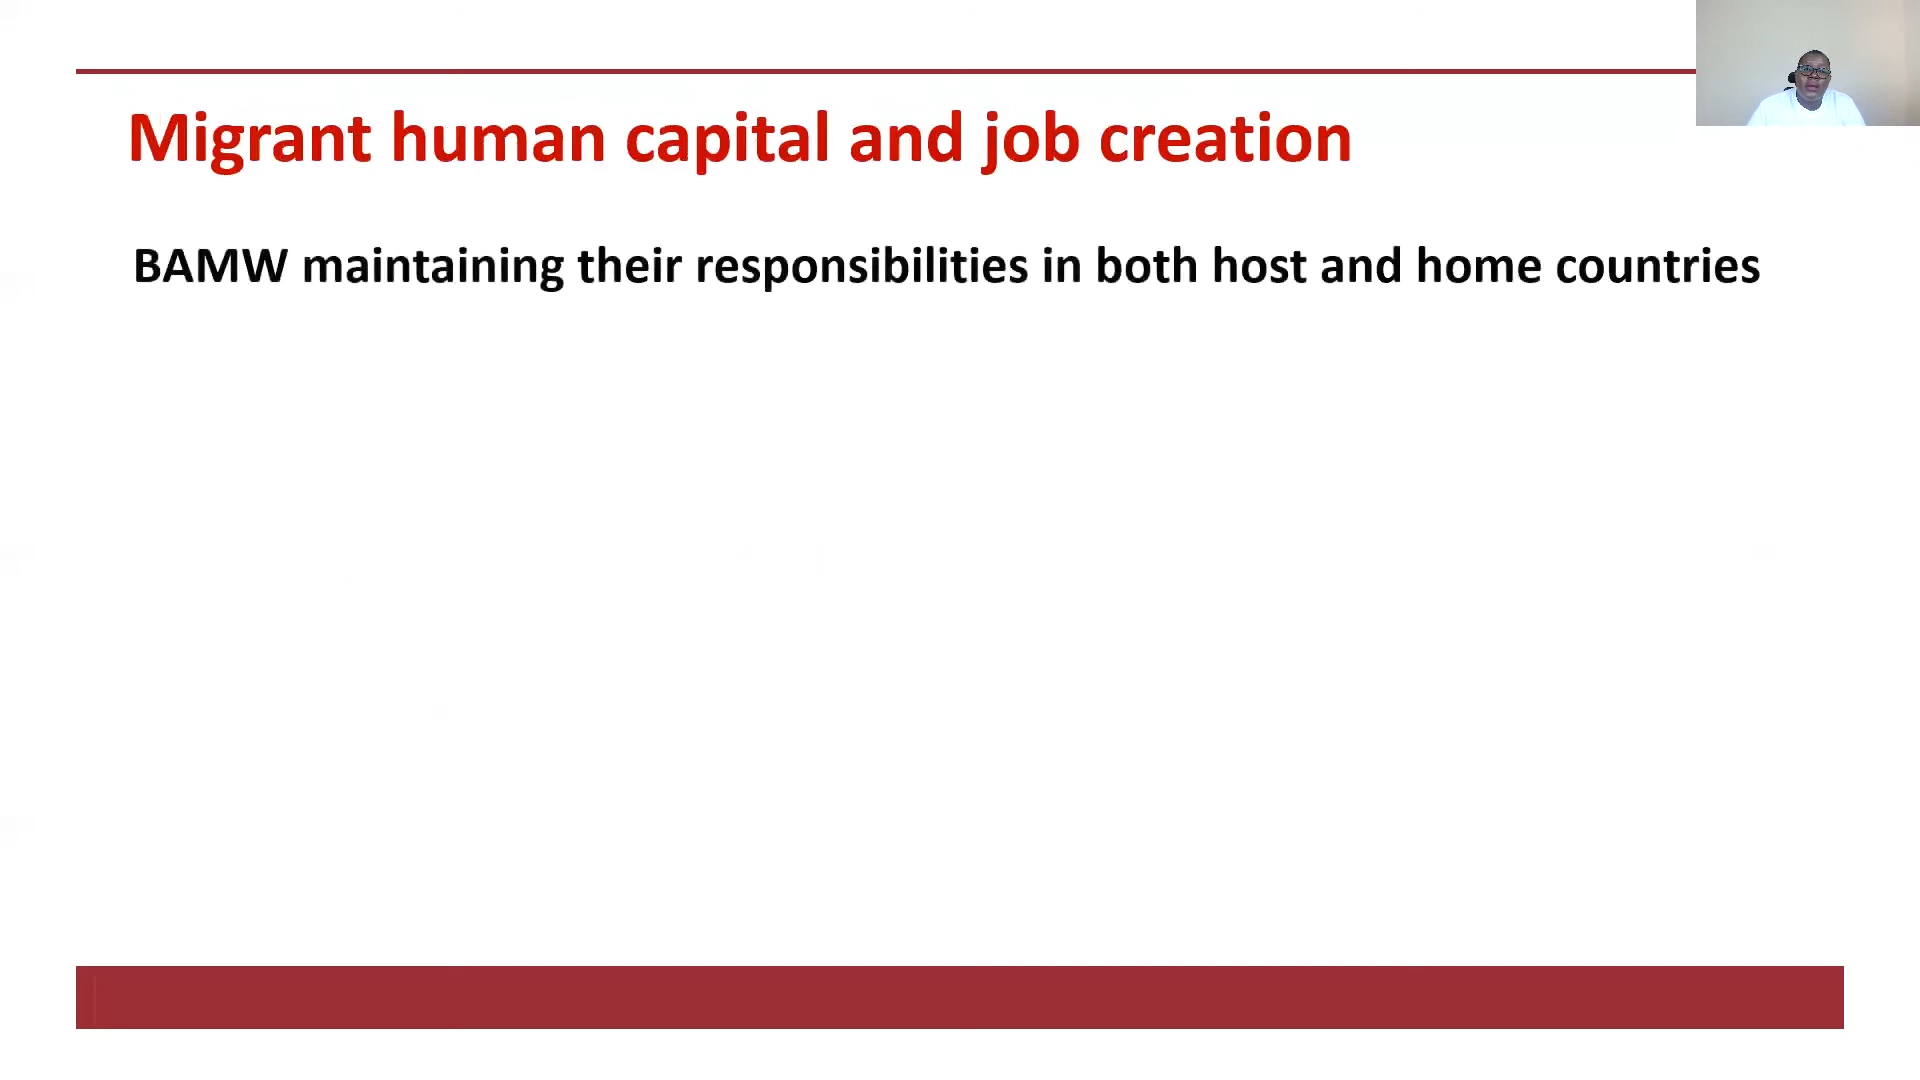 Migrant human capital and job creation
BAMW maintaining their responsibilities in both host and home countries